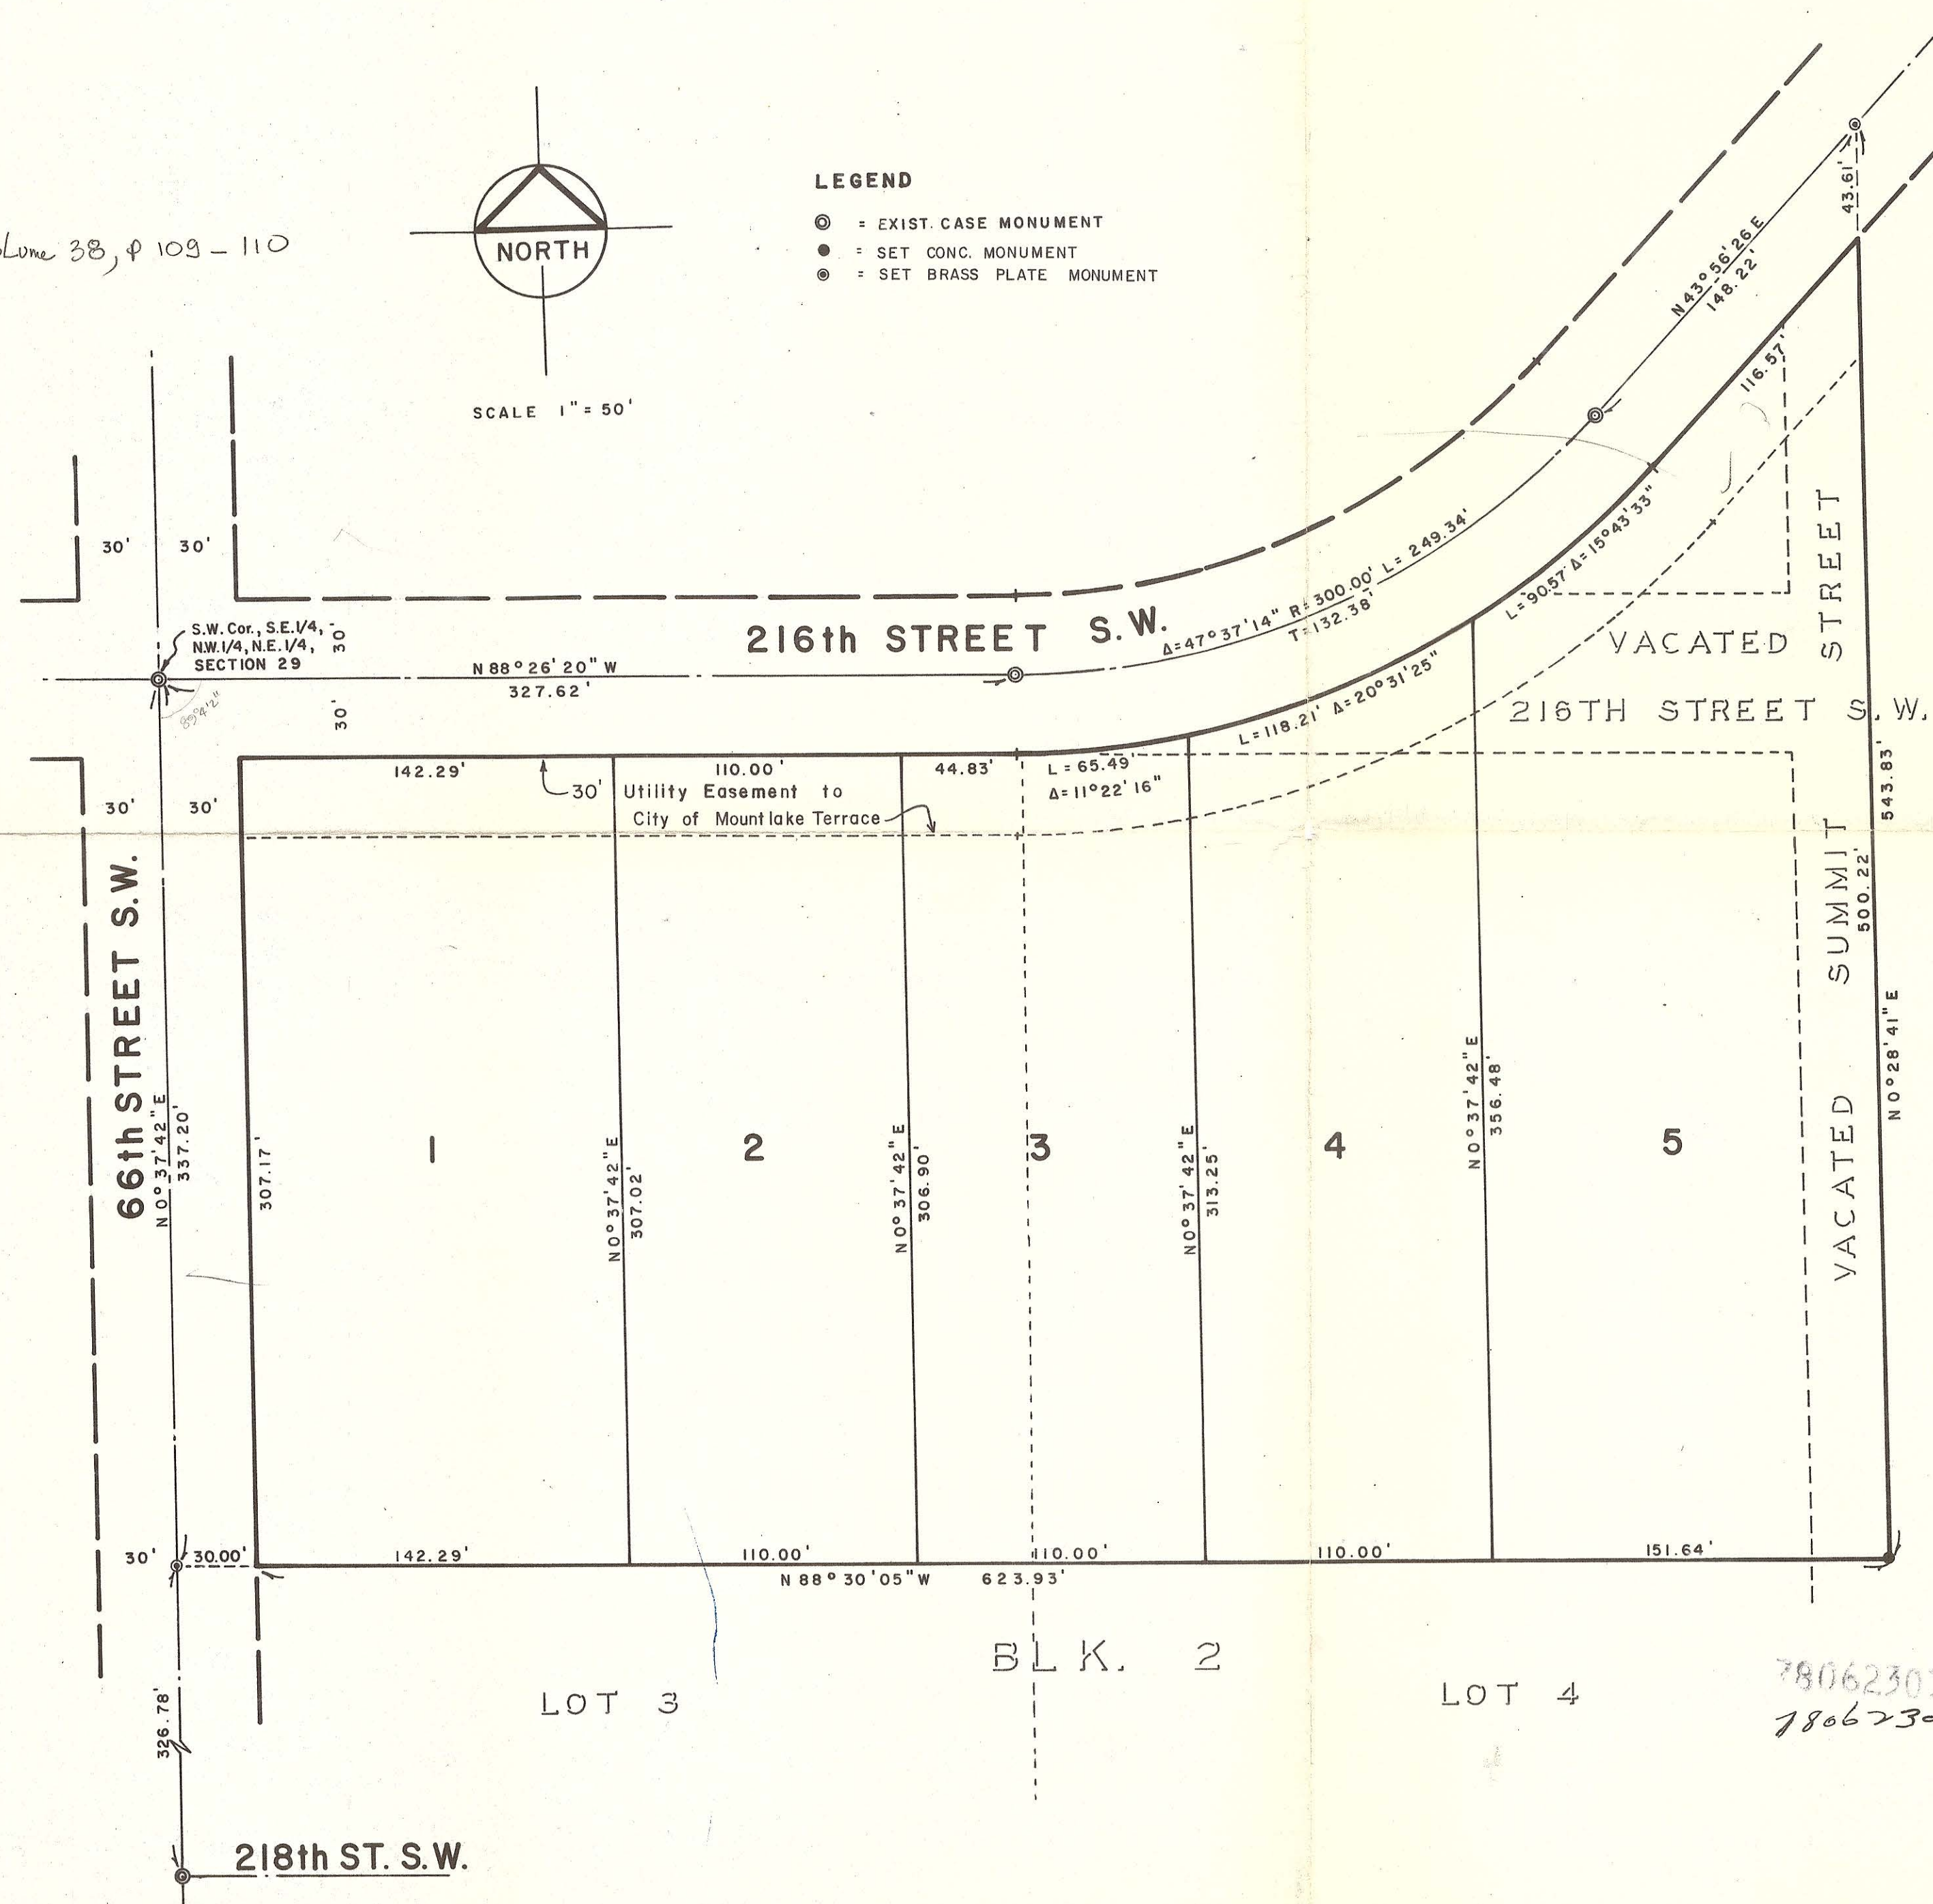 Volume 38, P 109-110
NORTH
SCALE 1" = 50'
LEGEND
= EXIST. CASE MONUMENT
= SET CONC. MONUMENT
= SET BRASS PLATE MONUMENT
43.61'
N 43° 56' 26 E
148.22'
116.57'
30' 30'
S.W. Cor., S.E. 1/4,
N.W. 1/4, N.E. 1/4,
SECTION 29
30'
30'
89°4'2"
N 88° 26' 20" W
327.62'
216th STREET S.W.
Δ=47°37'14" R=300.00' L= 249.34'
T=132.38'
L=90.57' Δ=15°43'33"
L=118.21' Δ=20°31'25"
VACATED
216TH STREET S.W.
VACATED SUMMIT STREET
543.83'
500.22'
N 0° 28' 41" E
142.29'
110.00'
44.83'
L = 65.49'
Δ=11°22'16"
30' Utility Easement to
City of Mountlake Terrace
30' 30'
66th STREET S.W.
N 0° 37' 42" E
337.20'
307.17'
1
N 0° 37' 42" E
307.02'
2
N 0° 37' 42" E
306.90'
3
N 0° 37' 42" E
313.25'
4
N 0° 37' 42" E
356.48'
5
30'
30.00'
142.29'
110.00'
110.00'
110.00'
151.64'
N 88° 30' 05" W 623.93'
BLK. 2
LOT 3
LOT 4
326.78'
218th ST. S.W.